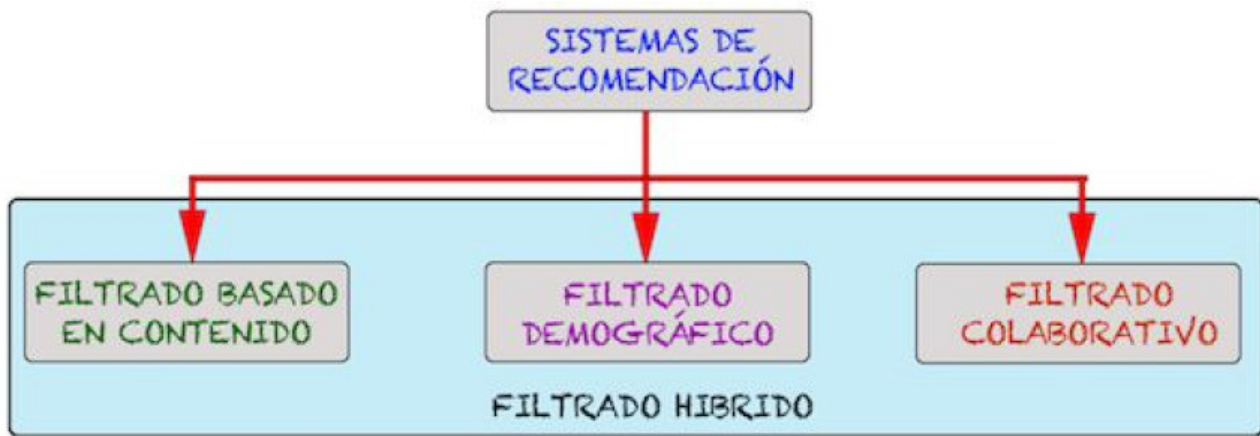 SISTEMAS DE
RECOMENDACIÓN
FILTRADO BASADO
EN CONTENIDO
FILTRADO
DEMOGRÁFICO
FILTRADO
COLABORATIVO
FILTRADO HIBRIDO